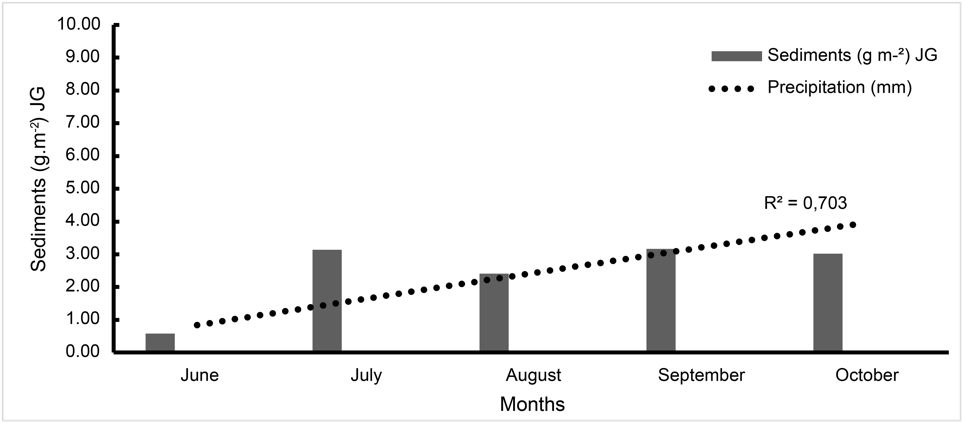 10.00
9.00
8.00
7.00
6.00
5.00
4.00
3.00
2.00
1.00
0.00
Sediments (g.m-²) JG
Sediments (g m-²) JG
Precipitation (mm)
R² = 0,703
June July August September October
Months